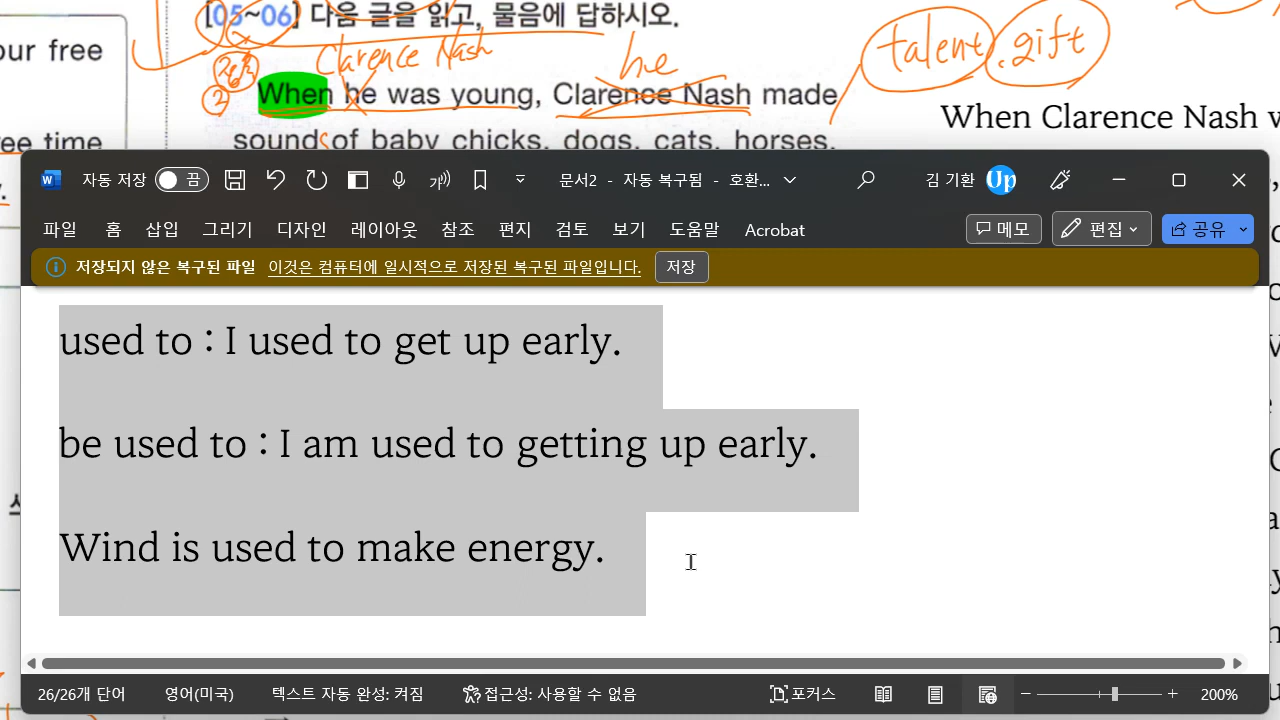 our free
ree time
[05~06] 다음 글을 읽고, 물음에 답하시오.
Clarence Nash
he
talent, gift
2
When he was young, Clarence Nash made
sounds of baby chicks, dogs, cats, horses,
When Clarence Nash w
자동 저장 끔 가)) 문서2 - 자동 복구됨 - 호환... 김 기환 Up
파일 홈 삽입 그리기 디자인 레이아웃 참조 편지 검토 보기 도움말 Acrobat 메모 편집 공유
저장되지 않은 복구된 파일 이것은 컴퓨터에 일시적으로 저장된 복구된 파일입니다. 저장
used to : I used to get up early.
be used to : I am used to getting up early.
Wind is used to make energy.
26/26개 단어 영어(미국) 텍스트 자동 완성: 켜짐 접근성: 사용할 수 없음 포커스 200%